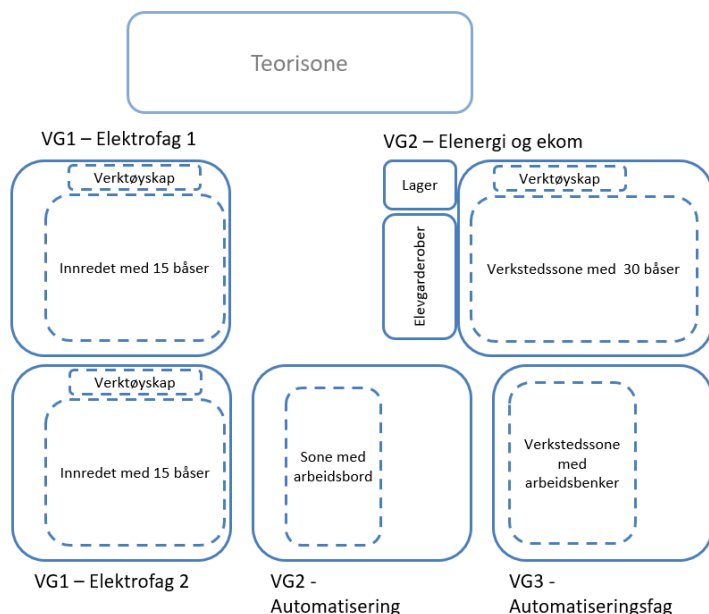 Teorisone
VG1 – Elektrofag 1
VG2 – Elenergi og ekom
Verktøyskap
Innredet med 15 båser
Lager
Elevgarderober
Verktøyskap
Verkstedssone med 30 båser
Verktøyskap
Innredet med 15 båser
Sone med
arbeidsbord
Verkstedssone
med
arbeidsbenker
VG1 – Elektrofag 2
VG2 -
Automatisering
VG3 -
Automatiseringsfag